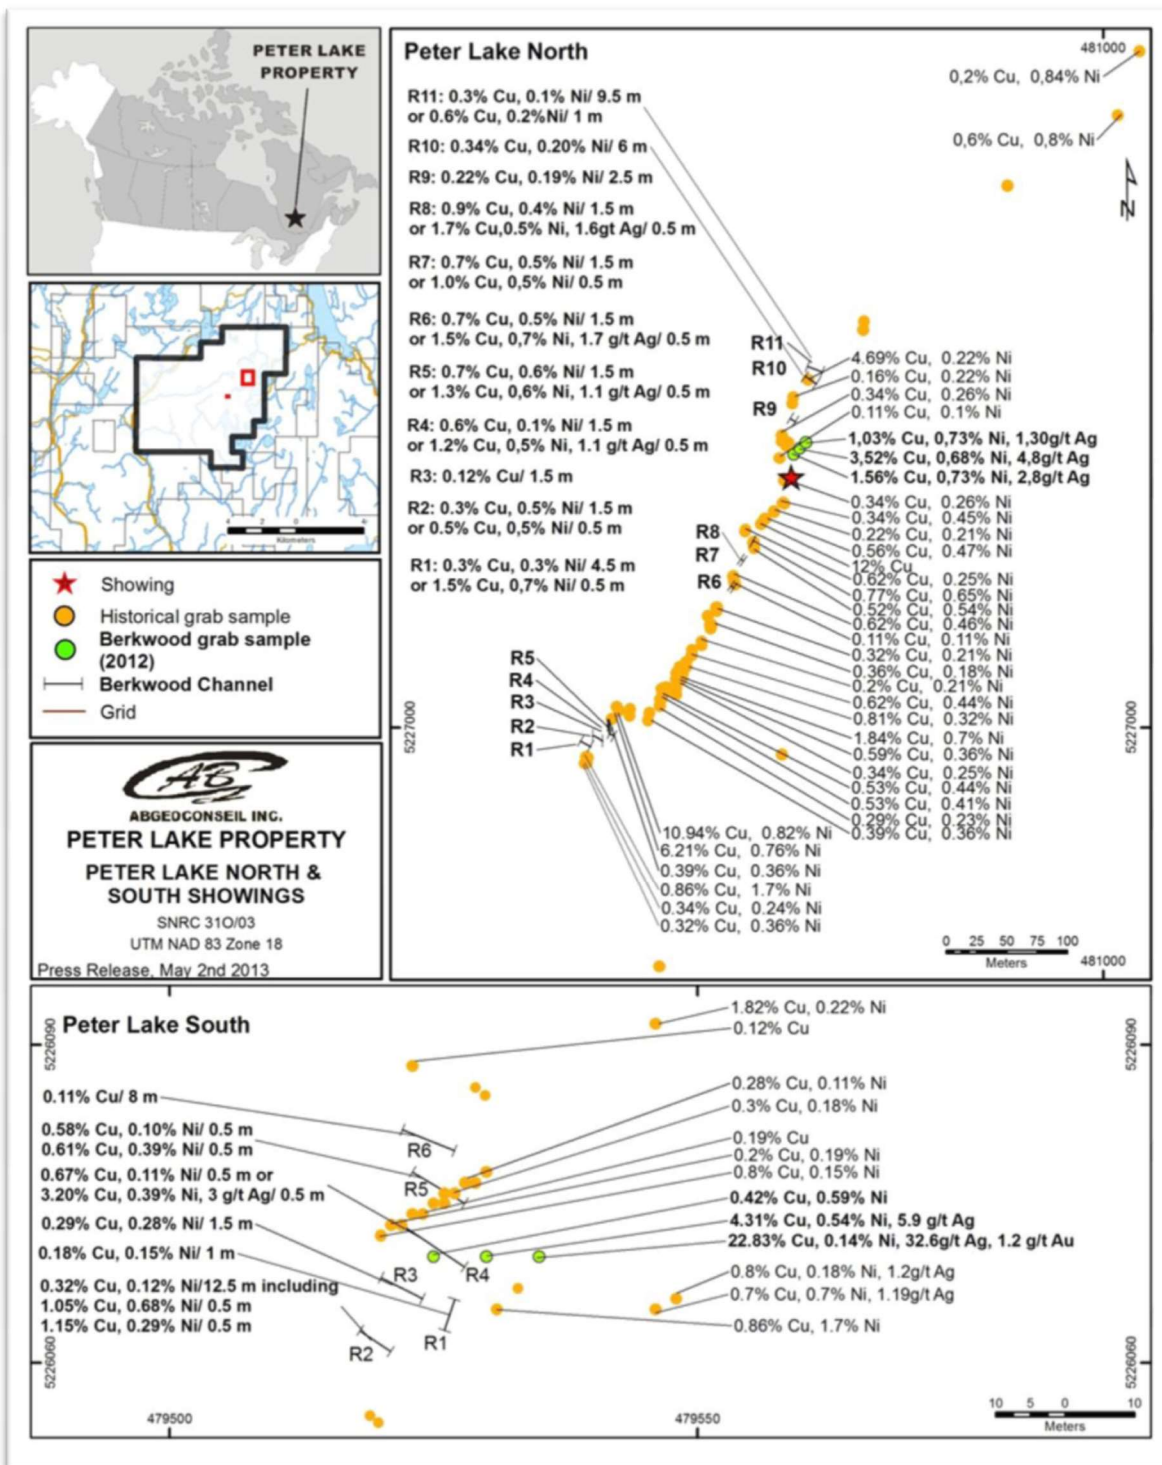 PETER LAKE
PROPERTY
4 2 0 4
Kilometers
Showing
Historical grab sample
Berkwood grab sample
(2012)
Berkwood Channel
Grid
AB
ABGEOCONSEIL INC.
PETER LAKE PROPERTY
PETER LAKE NORTH &
SOUTH SHOWINGS
SNRC 31O/03
UTM NAD 83 Zone 18
Press Release, May 2nd 2013
Peter Lake North
481000
0,2% Cu, 0,84% Ni
0,6% Cu, 0,8% Ni
N
R11: 0.3% Cu, 0.1% Ni/ 9.5 m
or 0.6% Cu, 0.2%Ni/ 1 m
R10: 0.34% Cu, 0.20% Ni/ 6 m
R9: 0.22% Cu, 0.19% Ni/ 2.5 m
R8: 0.9% Cu, 0.4% Ni/ 1.5 m
or 1.7% Cu,0.5% Ni, 1.6gt Ag/ 0.5 m
R7: 0.7% Cu, 0.5% Ni/ 1.5 m
or 1.0% Cu, 0,5% Ni/ 0.5 m
R6: 0.7% Cu, 0.5% Ni/ 1.5 m
or 1.5% Cu, 0,7% Ni, 1.7 g/t Ag/ 0.5 m
R5: 0.7% Cu, 0.6% Ni/ 1.5 m
or 1.3% Cu, 0,6% Ni, 1.1 g/t Ag/ 0.5 m
R4: 0.6% Cu, 0.1% Ni/ 1.5 m
or 1.2% Cu, 0.5% Ni, 1.1 g/t Ag/ 0.5 m
R3: 0.12% Cu/ 1.5 m
R2: 0.3% Cu, 0.5% Ni/ 1.5 m
or 0.5% Cu, 0,5% Ni/ 0.5 m
R1: 0.3% Cu, 0.3% Ni/ 4.5 m
or 1.5% Cu, 0,7% Ni/ 0.5 m
R11
R10
R9
R8
R7
R6
R5
R4
R3
R2
R1
4.69% Cu, 0.22% Ni
0.16% Cu, 0.22% Ni
0.34% Cu, 0.26% Ni
0.11% Cu, 0.1% Ni
1,03% Cu, 0,73% Ni, 1,30g/t Ag
3,52% Cu, 0,68% Ni, 4,8g/t Ag
1.56% Cu, 0,73% Ni, 2,8g/t Ag
0.34% Cu, 0.26% Ni
0.34% Cu, 0.45% Ni
0.22% Cu, 0.21% Ni
0.56% Cu, 0.47% Ni
12% Cu
0.62% Cu, 0.25% Ni
0.77% Cu, 0.65% Ni
0.52% Cu, 0.54% Ni
0.62% Cu, 0.46% Ni
0.11% Cu, 0.11% Ni
0.32% Cu, 0.21% Ni
0.36% Cu, 0.18% Ni
0.2% Cu, 0.21% Ni
0.62% Cu, 0.44% Ni
0.81% Cu, 0.32% Ni
1.84% Cu, 0.7% Ni
0.59% Cu, 0.36% Ni
0.34% Cu, 0.25% Ni
0.53% Cu, 0.44% Ni
0.53% Cu, 0.41% Ni
0.29% Cu, 0.23% Ni
0.39% Cu, 0.36% Ni
10.94% Cu, 0.82% Ni
6.21% Cu, 0.76% Ni
0.39% Cu, 0.36% Ni
0.86% Cu, 1.7% Ni
0.34% Cu, 0.24% Ni
0.32% Cu, 0.36% Ni
5227000
5227000
0 25 50 75 100
Meters
481000
Peter Lake South
5226090
5226090
1.82% Cu, 0.22% Ni
0.12% Cu
0.28% Cu, 0.11% Ni
0.3% Cu, 0.18% Ni
0.19% Cu
0.2% Cu, 0.19% Ni
0.8% Cu, 0.15% Ni
0.42% Cu, 0.59% Ni
4.31% Cu, 0.54% Ni, 5.9 g/t Ag
22.83% Cu, 0.14% Ni, 32.6g/t Ag, 1.2 g/t Au
0.8% Cu, 0.18% Ni, 1.2g/t Ag
0.7% Cu, 0.7% Ni, 1.19g/t Ag
0.86% Cu, 1.7% Ni
0.11% Cu/ 8 m
0.58% Cu, 0.10% Ni/ 0.5 m
0.61% Cu, 0.39% Ni/ 0.5 m
0.67% Cu, 0.11% Ni/ 0.5 m or
3.20% Cu, 0.39% Ni, 3 g/t Ag/ 0.5 m
0.29% Cu, 0.28% Ni/ 1.5 m
0.18% Cu, 0.15% Ni/ 1 m
0.32% Cu, 0.12% Ni/12.5 m including
1.05% Cu, 0.68% Ni/ 0.5 m
1.15% Cu, 0.29% Ni/ 0.5 m
R6
R5
R3
R4
R1
R2
5226060
5226060
479500
479550
10 5 0 10
Meters